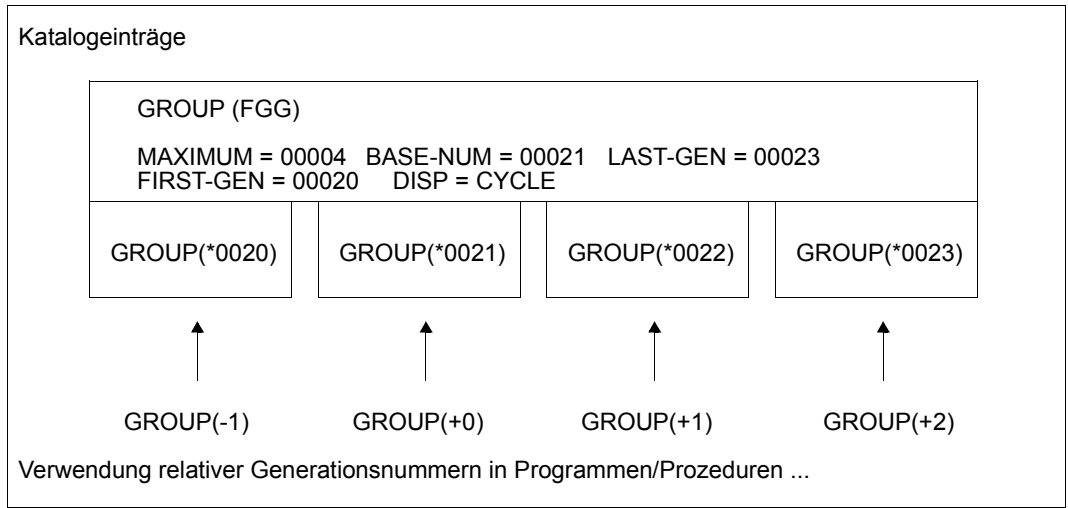 Katalogeinträge
GROUP (FGG)
MAXIMUM = 00004 BASE-NUM = 00021 LAST-GEN = 00023
FIRST-GEN = 00020 DISP = CYCLE
GROUP(*0020) GROUP(*0021) GROUP(*0022) GROUP(*0023)
GROUP(-1) GROUP(+0) GROUP(+1) GROUP(+2)
Verwendung relativer Generationsnummern in Programmen/Prozeduren ...